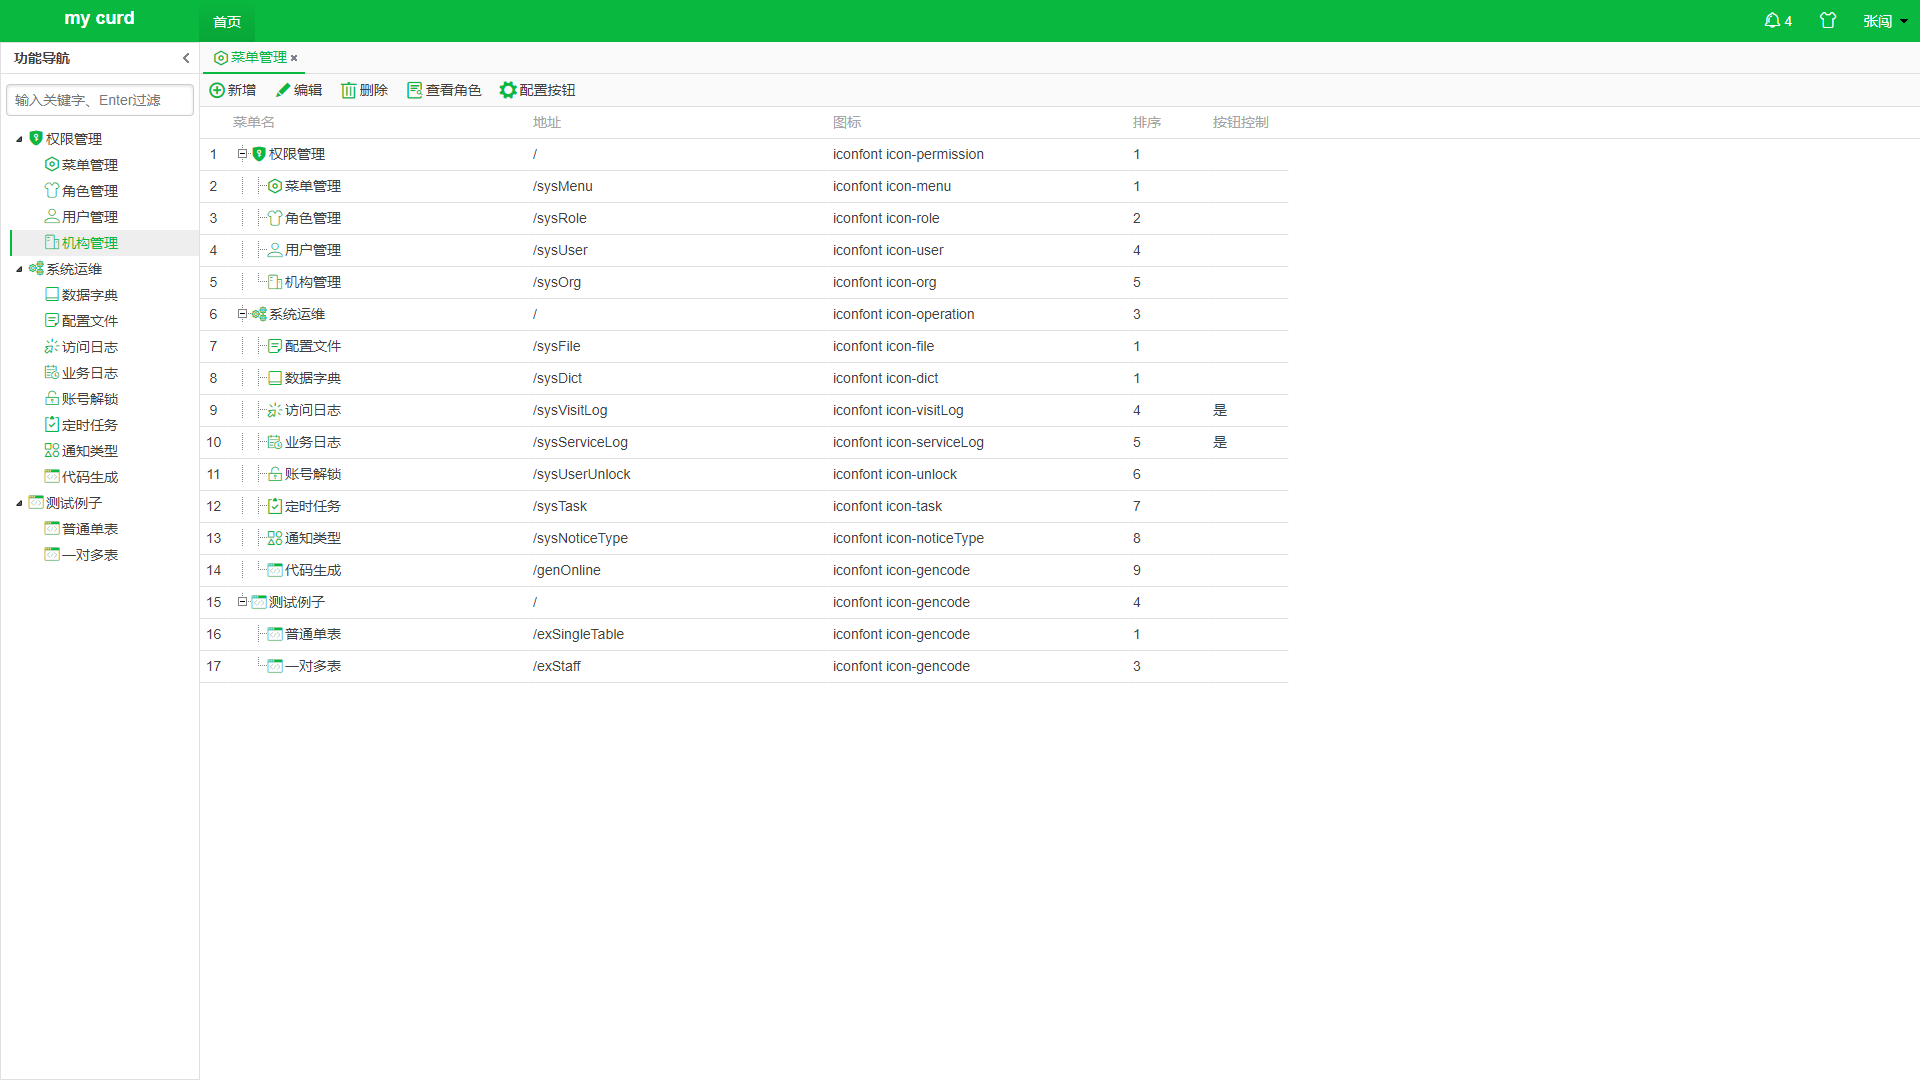 my curd
首页
4
张闯
功能导航
菜单管理
新增 编辑 删除 查看角色 配置按钮
输入关键字、Enter过滤
权限管理
菜单管理
角色管理
用户管理
机构管理
系统运维
数据字典
配置文件
访问日志
业务日志
账号解锁
定时任务
通知类型
代码生成
测试例子
普通单表
一对多表
菜单名 地址 图标 排序 按钮控制
1 权限管理 / iconfont icon-permission 1
2 菜单管理 /sysMenu iconfont icon-menu 1
3 角色管理 /sysRole iconfont icon-role 2
4 用户管理 /sysUser iconfont icon-user 4
5 机构管理 /sysOrg iconfont icon-org 5
6 系统运维 / iconfont icon-operation 3
7 配置文件 /sysFile iconfont icon-file 1
8 数据字典 /sysDict iconfont icon-dict 1
9 访问日志 /sysVisitLog iconfont icon-visitLog 4 是
10 业务日志 /sysServiceLog iconfont icon-serviceLog 5 是
11 账号解锁 /sysUserUnlock iconfont icon-unlock 6
12 定时任务 /sysTask iconfont icon-task 7
13 通知类型 /sysNoticeType iconfont icon-noticeType 8
14 代码生成 /genOnline iconfont icon-gencode 9
15 测试例子 / iconfont icon-gencode 4
16 普通单表 /exSingleTable iconfont icon-gencode 1
17 一对多表 /exStaff iconfont icon-gencode 3